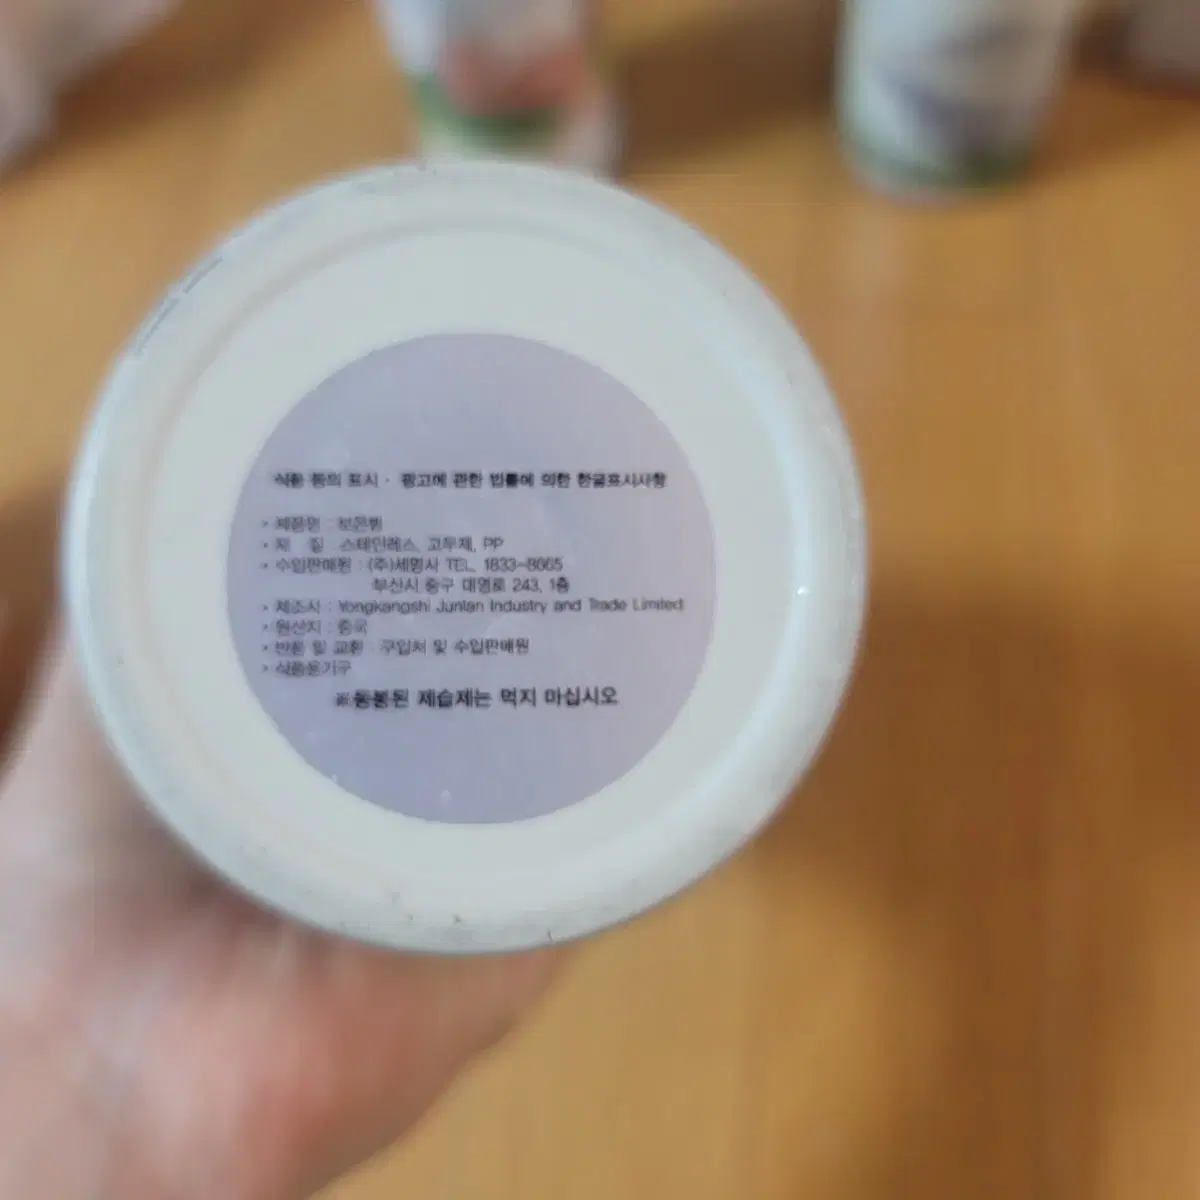 식품 등의 표시 · 광고에 관한 법률에 의한 한글표시사항
• 제품명 : 보온병
• 재 질 : 스테인레스, 고무제, PP
• 수입판매원 : (주)세명사 TEL. 1833-8665
부산시 중구 대영로 243, 1층
• 제조사 : Yongkangshi Junlan Industry and Trade Limited
• 원산지 : 중국
• 반품 및 교환 : 구입처 및 수입판매원
• 식품용기구
※동봉된 제습제는 먹지 마십시오